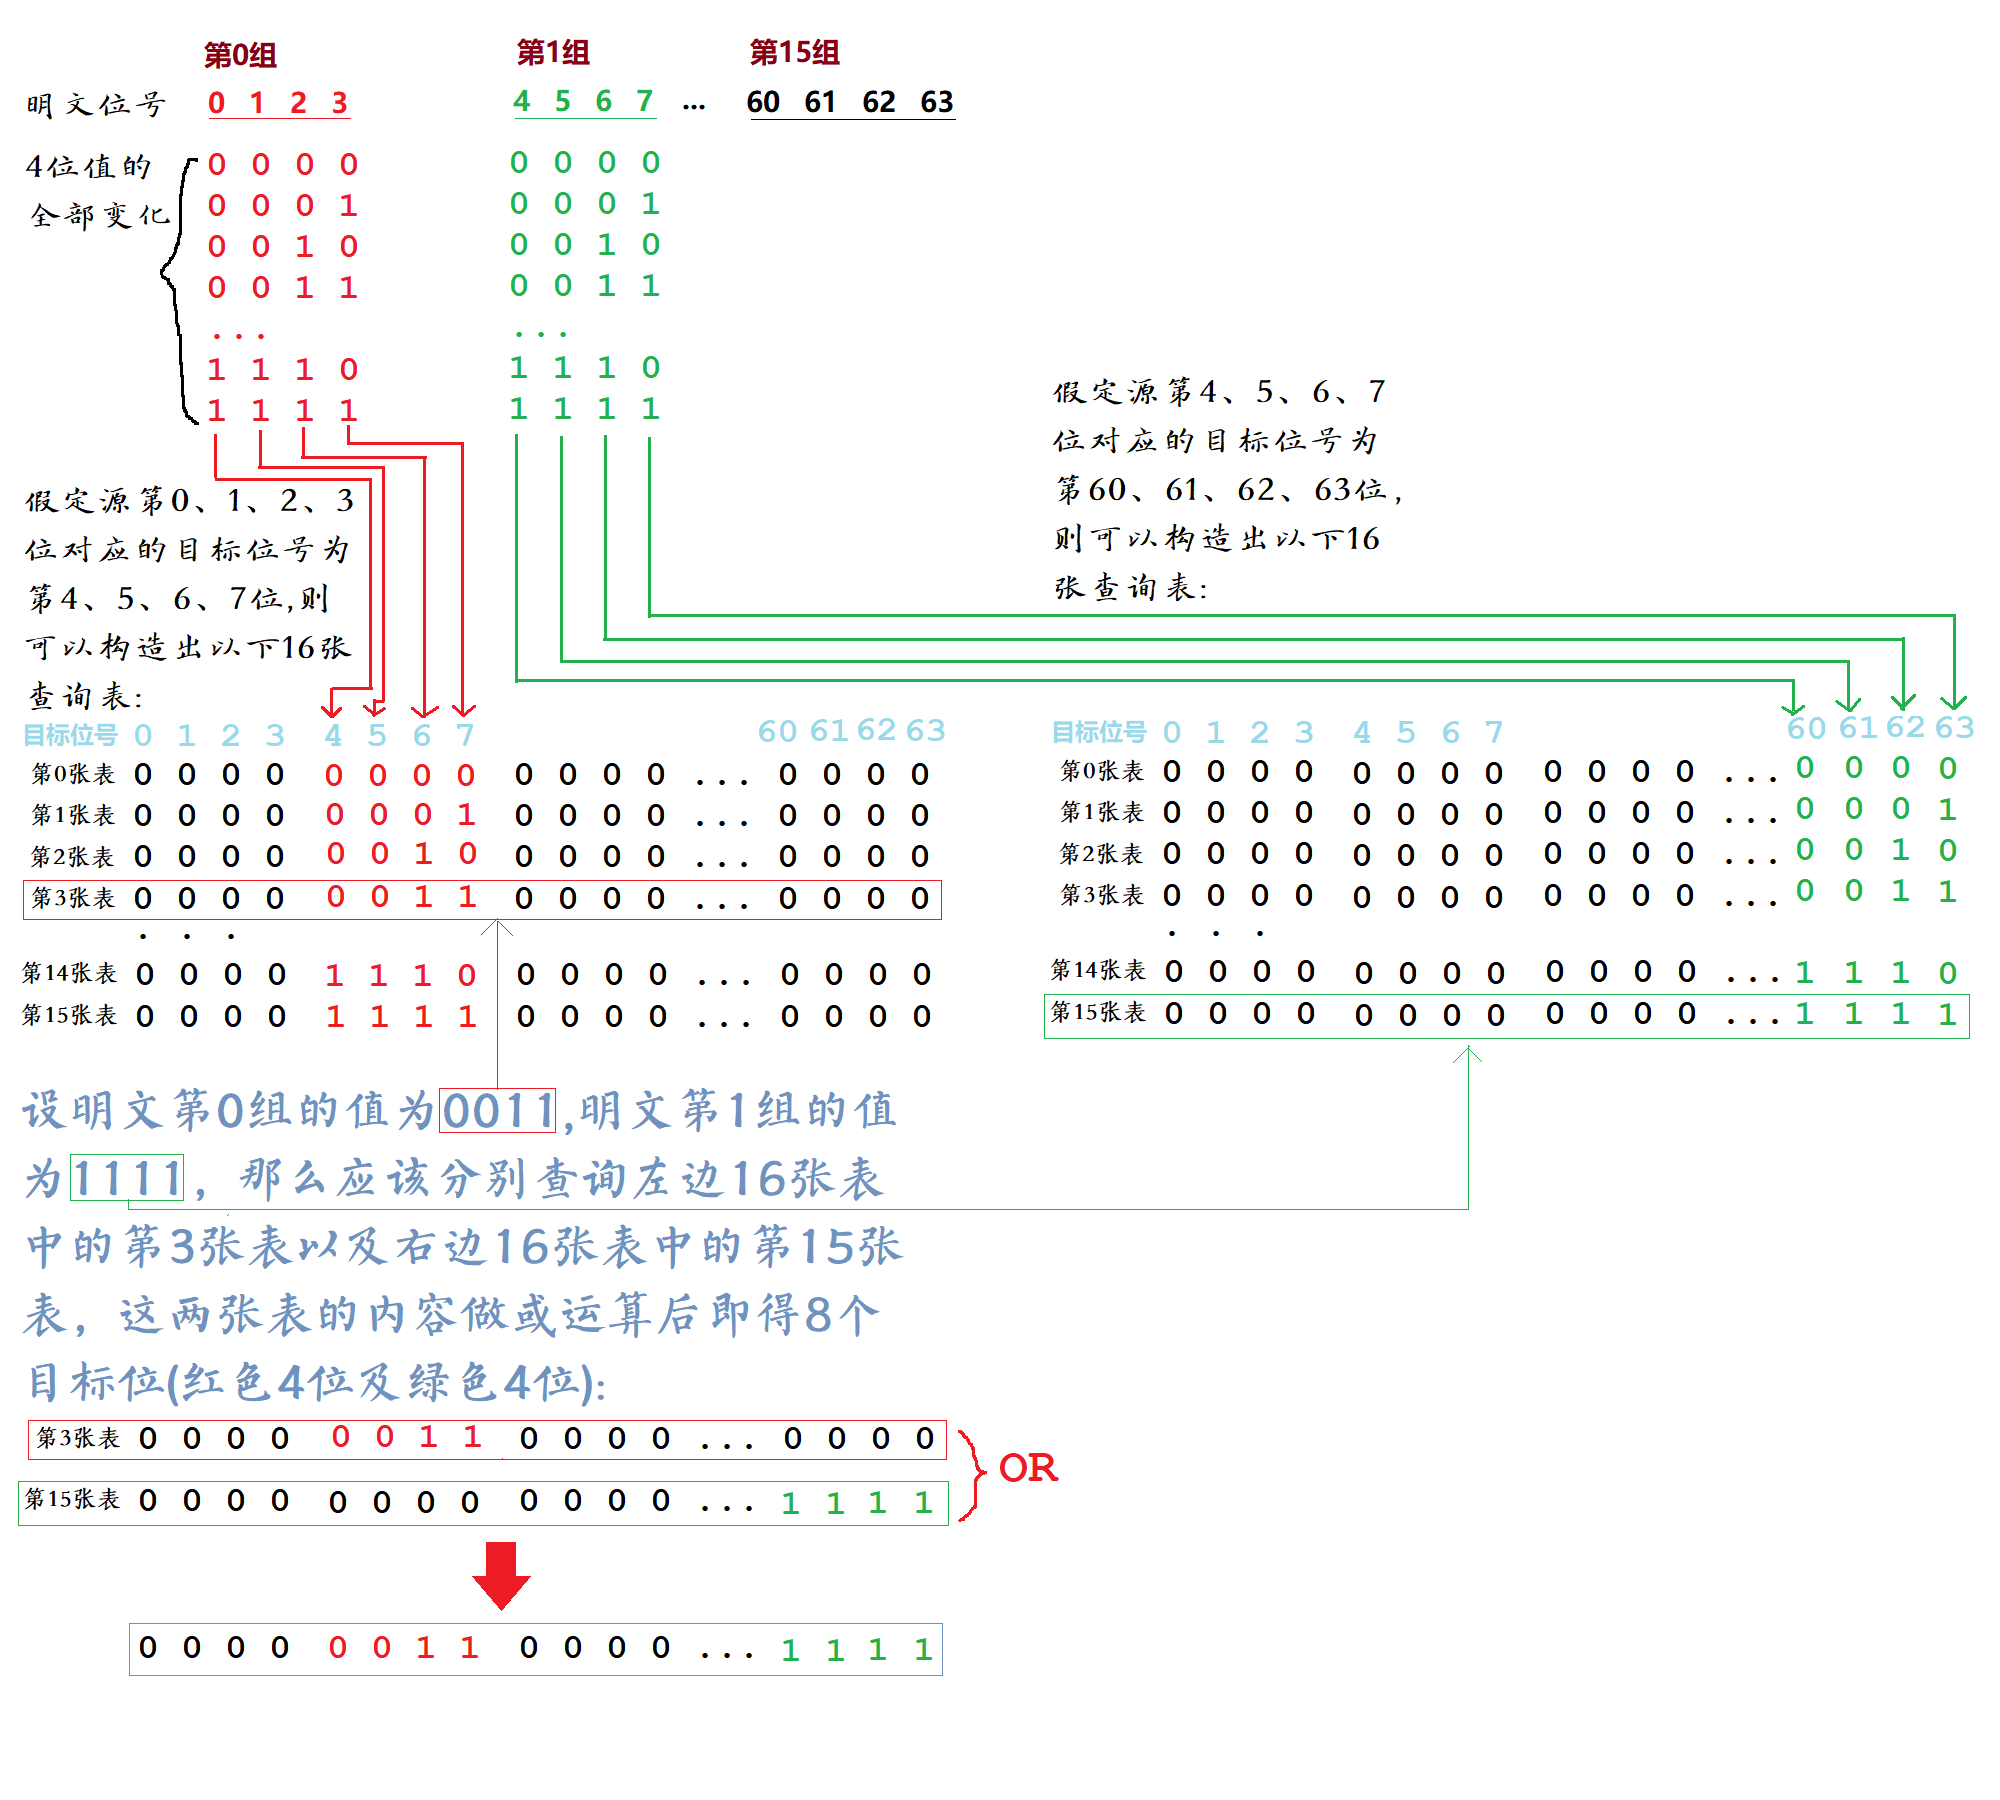 第0组 第1组 第15组
明文位号 0 1 2 3 4 5 6 7 ... 60 61 62 63
4位值的 0 0 0 0 0 0 0 0
全部变化 0 0 0 1 0 0 0 1
0 0 1 0 0 0 1 0
0 0 1 1 0 0 1 1
... ...
1 1 1 0 1 1 1 0
1 1 1 1 1 1 1 1
假定源第0、1、2、3
位对应的目标位号为
第4、5、6、7位,则
可以构造出以下16张
查询表:
假定源第4、5、6、7
位对应的目标位号为
第60、61、62、63位,
则可以构造出以下16
张查询表:
目标位号 0 1 2 3 4 5 6 7 60 61 62 63
第0张表 0 0 0 0 0 0 0 0 0 0 0 0 ... 0 0 0 0
第1张表 0 0 0 0 0 0 0 1 0 0 0 0 ... 0 0 0 0
第2张表 0 0 0 0 0 0 1 0 0 0 0 0 ... 0 0 0 0
第3张表 0 0 0 0 0 0 1 1 0 0 0 0 ... 0 0 0 0
. . .
第14张表 0 0 0 0 1 1 1 0 0 0 0 0 ... 0 0 0 0
第15张表 0 0 0 0 1 1 1 1 0 0 0 0 ... 0 0 0 0
目标位号 0 1 2 3 4 5 6 7 60 61 62 63
第0张表 0 0 0 0 0 0 0 0 0 0 0 0 ... 0 0 0 0
第1张表 0 0 0 0 0 0 0 0 0 0 0 0 ... 0 0 0 1
第2张表 0 0 0 0 0 0 0 0 0 0 0 0 ... 0 0 1 0
第3张表 0 0 0 0 0 0 0 0 0 0 0 0 ... 0 0 1 1
. . .
第14张表 0 0 0 0 0 0 0 0 0 0 0 0 ... 1 1 1 0
第15张表 0 0 0 0 0 0 0 0 0 0 0 0 ... 1 1 1 1
设明文第0组的值为0011,明文第1组的值
为1111，那么应该分别查询左边16张表
中的第3张表以及右边16张表中的第15张
表，这两张表的内容做或运算后即得8个
目标位(红色4位及绿色4位):
第3张表 0 0 0 0 0 0 1 1 0 0 0 0 ... 0 0 0 0
OR
第15张表 0 0 0 0 0 0 0 0 0 0 0 0 ... 1 1 1 1
0 0 0 0 0 0 1 1 0 0 0 0 ... 1 1 1 1